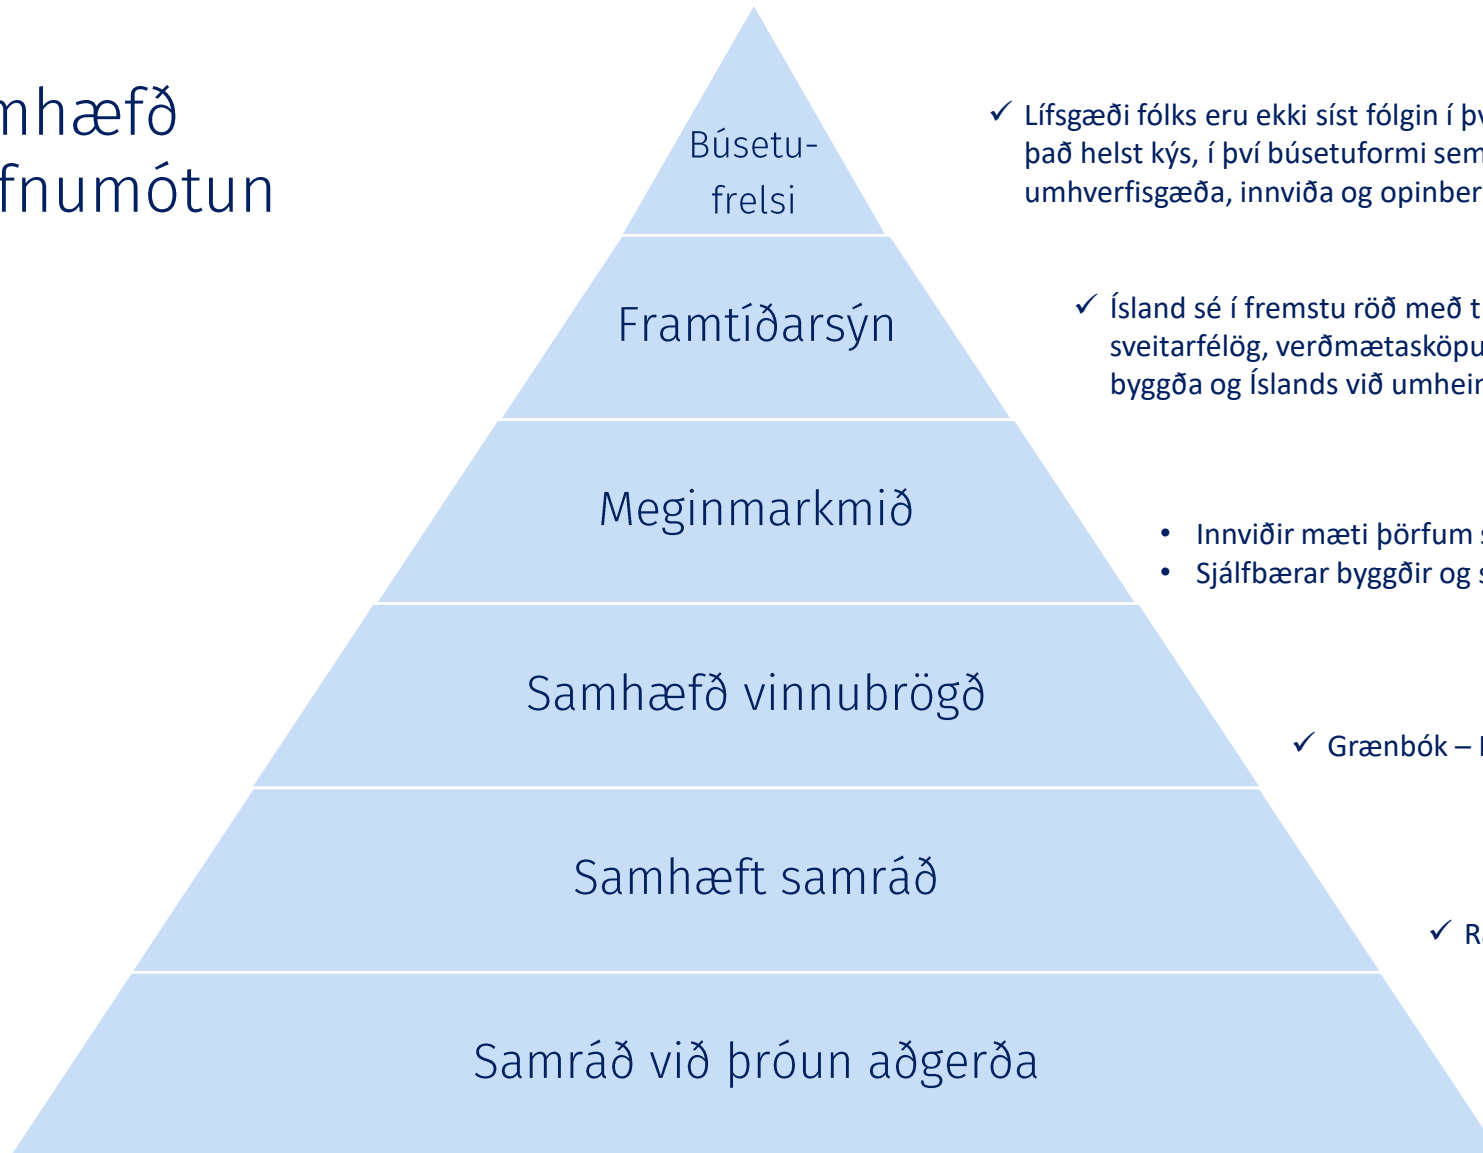 mhæfð
fnumótun
Búsetu-
frelsi
✓ Lífsgæði fólks eru ekki síst fólgin í
það helst kýs, í því búsetuformi sem
umhverfisgæða, innviða og opinber
Framtíðarsýn
✓ Ísland sé í fremstu röð með
sveitarfélög, verðmætasköpu
byggða og Íslands við umhein
Meginmarkmið
• Innviðir mæti þörfum
• Sjálfbærar byggðir og
Samhæfð vinnubrögð
✓ Grænbók –
Samhæft samráð
✓ R
Samráð við þróun aðgerða